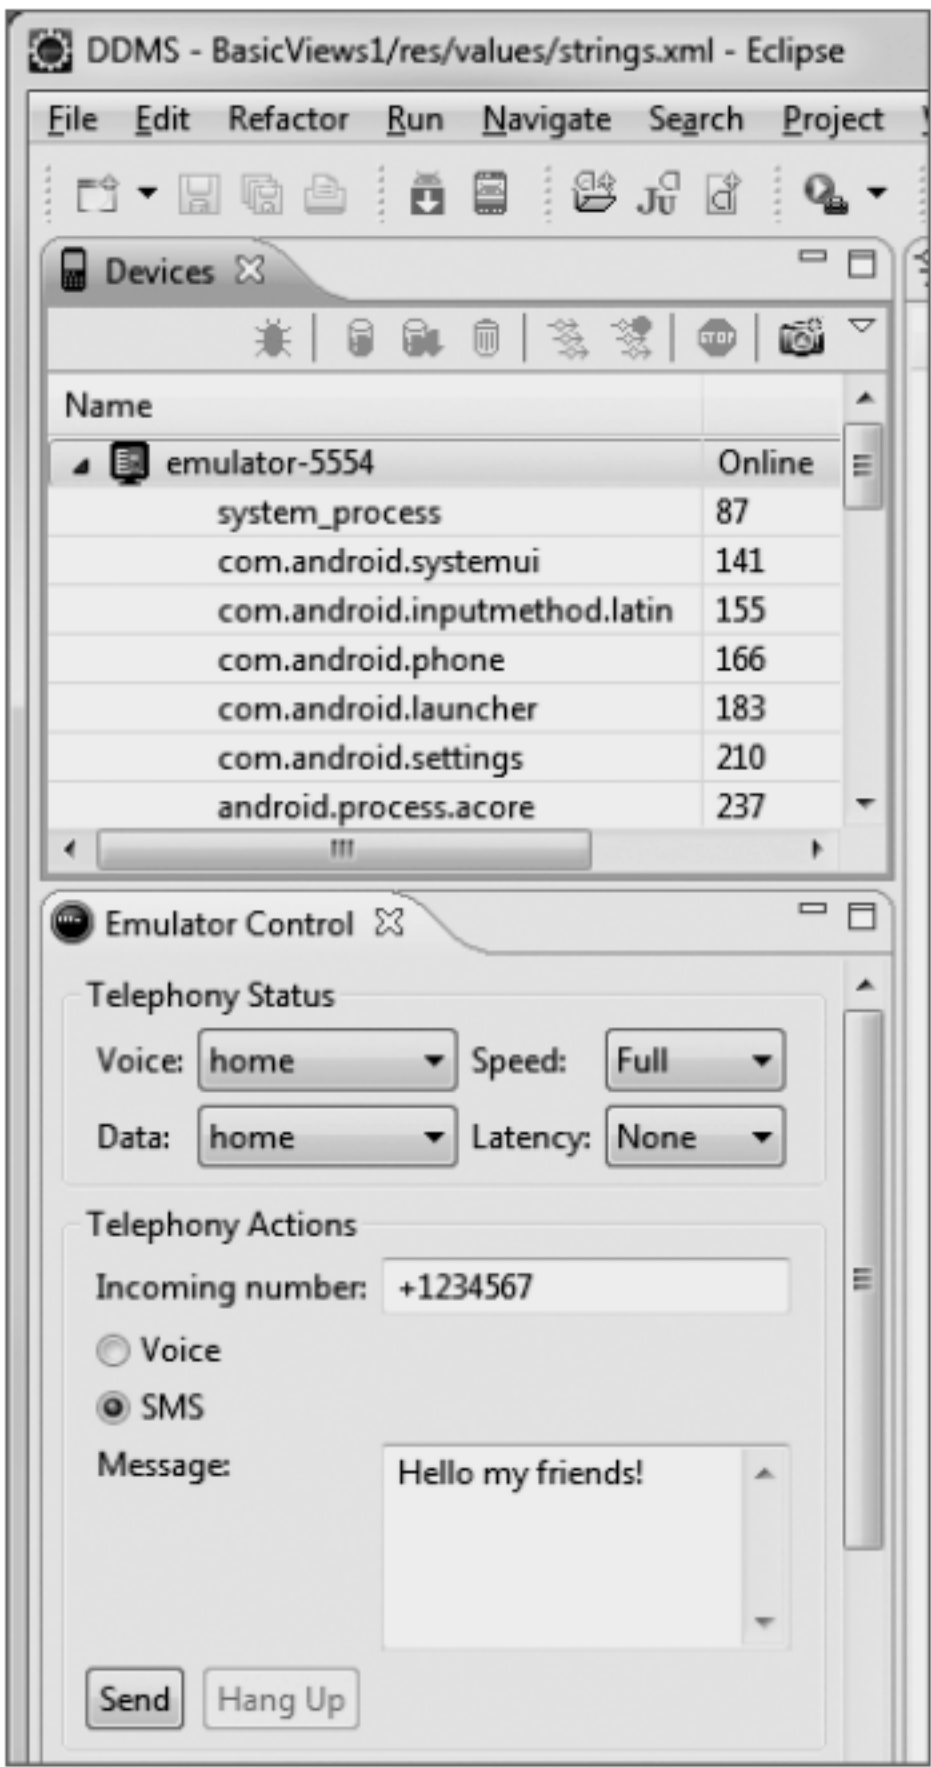 DDMS - BasicViews1/res/values/strings.xml - Eclipse
File Edit Refactor Run Navigate Search Project
Devices
Name
emulator-5554 Online
system_process 87
com.android.systemui 141
com.android.inputmethod.latin 155
com.android.phone 166
com.android.launcher 183
com.android.settings 210
android.process.acore 237
Emulator Control
Telephony Status
Voice: home Speed: Full
Data: home Latency: None
Telephony Actions
Incoming number: +1234567
Voice
SMS
Message: Hello my friends!
Send Hang Up